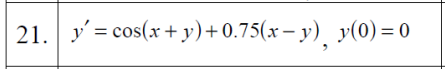 21. y′ = cos(x + y) + 0.75(x − y), y(0) = 0